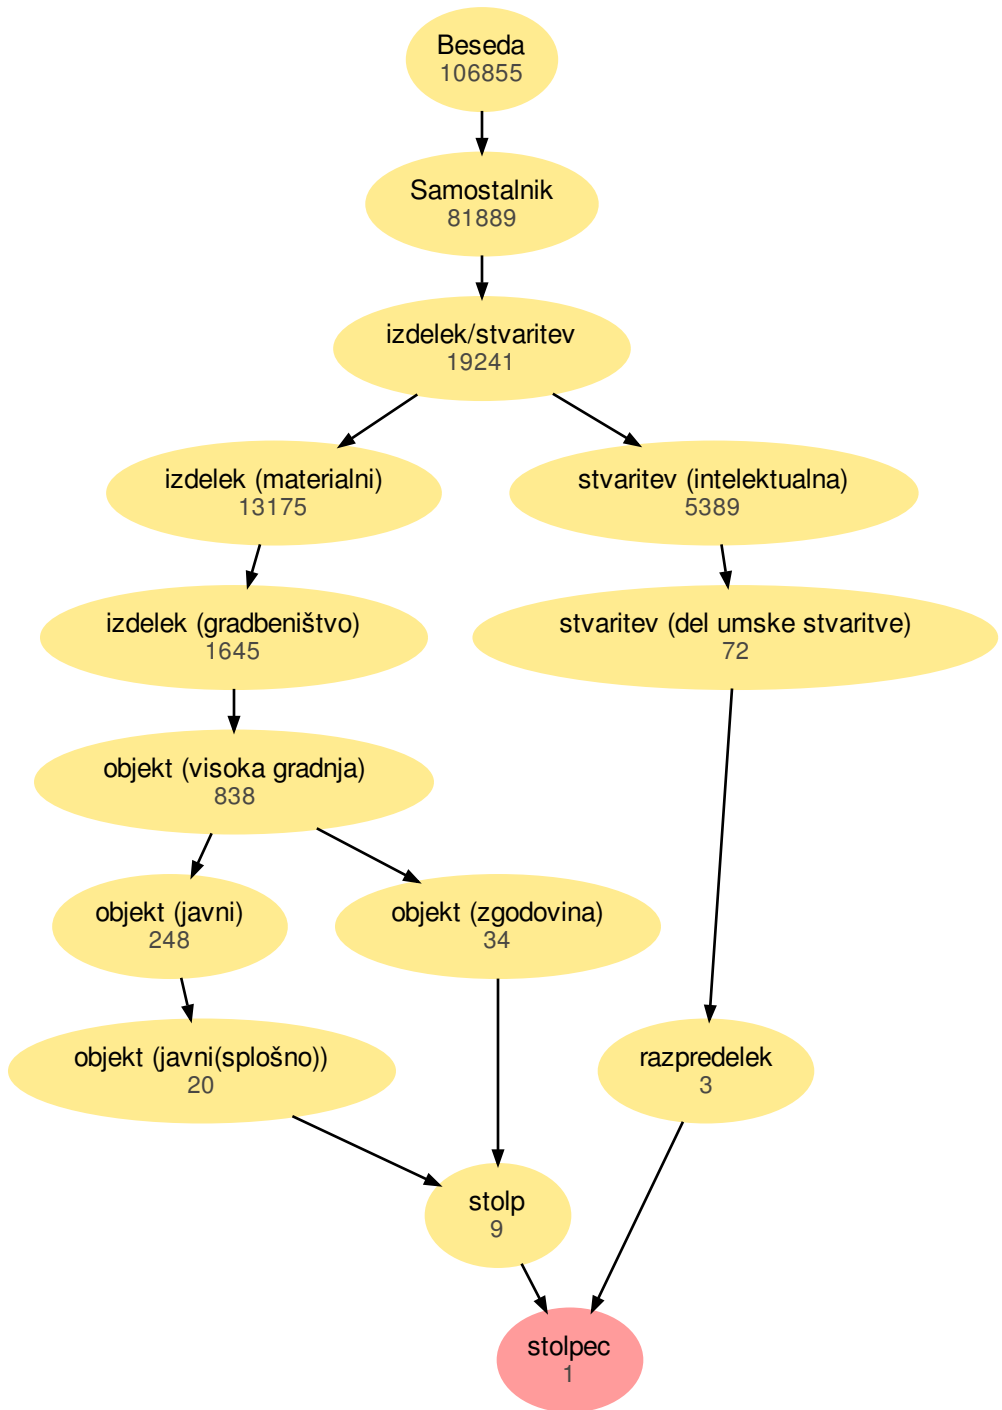 Beseda
106855
Samostalnik
81889
izdelek/stvaritev
19241
izdelek (materialni)
13175
stvaritev (intelektualna)
5389
izdelek (gradbeništvo)
1645
stvaritev (del umske stvaritve)
72
objekt (visoka gradnja)
838
objekt (javni)
248
objekt (zgodovina)
34
objekt (javni(splošno))
20
razpredelek
3
stolp
9
stolpec
1